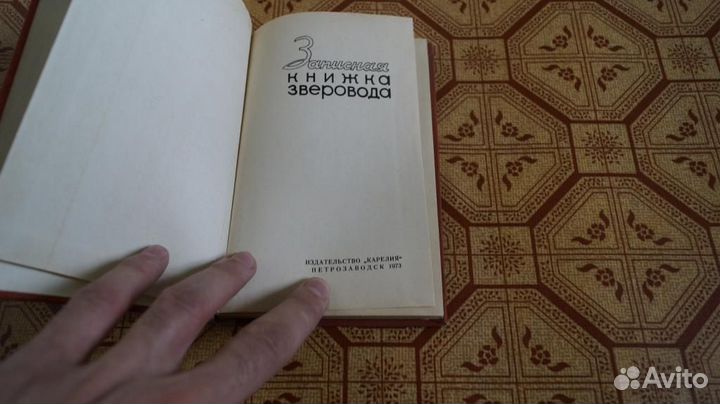 Записная
книжка
зверовода
ИЗДАТЕЛЬСТВО „КАРЕЛИЯ“
ПЕТРОЗАВОДСК 1973
Avito